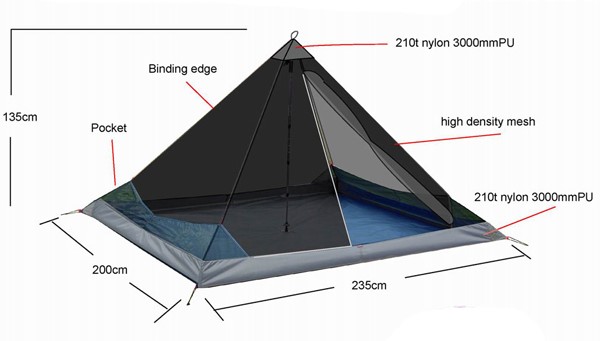 210t nylon 3000mmPU
Binding edge
135cm
high density mesh
Pocket
210t nylon 3000mmPU
200cm
235cm